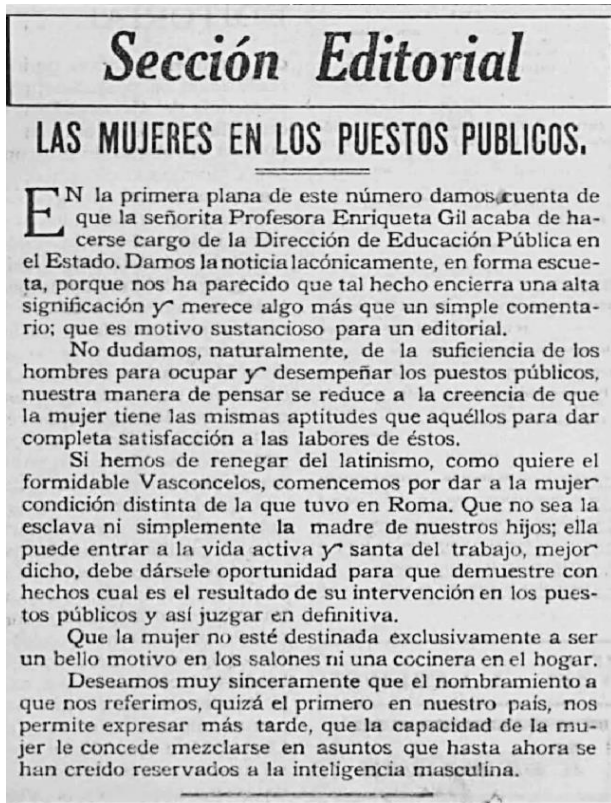 Sección Editorial
LAS MUJERES EN LOS PUESTOS PUBLICOS.
EN la primera plana de este número damos cuenta de
que la señorita Profesora Enriqueta Gil acaba de ha-
cerse cargo de la Dirección de Educación Pública en
el Estado. Damos la noticia lacónicamente, en forma escue-
ta, porque nos ha parecido que tal hecho encierra una alta
significación y merece algo más que un simple comenta-
rio; que es motivo sustancioso para un editorial.
No dudamos, naturalmente, de la suficiencia de los
hombres para ocupar y desempeñar los puestos públicos,
nuestra manera de pensar se reduce a la creencia de que
la mujer tiene las mismas aptitudes que aquéllos para dar
completa satisfacción a las labores de éstos.
Si hemos de renegar del latinismo, como quiere el
formidable Vasconcelos, comencemos por dar a la mujer
condición distinta de la que tuvo en Roma. Que no sea la
esclava ni simplemente la madre de nuestros hijos; ella
puede entrar a la vida activa y santa del trabajo, mejor
dicho, debe dársele oportunidad para que demuestre con
hechos cual es el resultado de su intervención en los pues-
tos públicos y así juzgar en definitiva.
Que la mujer no esté destinada exclusivamente a ser
un bello motivo en los salones ni una cocinera en el hogar.
Deseamos muy sinceramente que el nombramiento a
que nos referimos, quizá el primero en nuestro país, nos
permite expresar más tarde, que la capacidad de la mu-
jer le concede mezclarse en asuntos que hasta ahora se
han creido reservados a la inteligencia masculina.